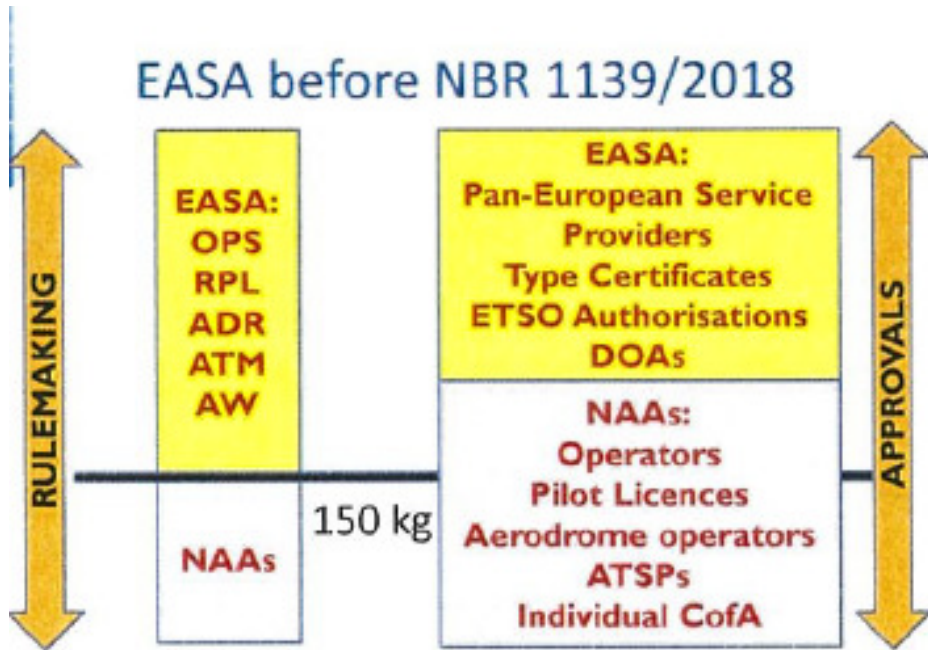 EASA before NBR 1139/2018
RULEMAKING
EASA:
OPS
RPL
ADR
ATM
AW
NAAs
150 kg
EASA:
Pan-European Service
Providers
Type Certificates
ETSO Authorisations
DOAs
NAAs:
Operators
Pilot Licences
Aerodrome operators
ATSPs
Individual CofA
APPROVALS